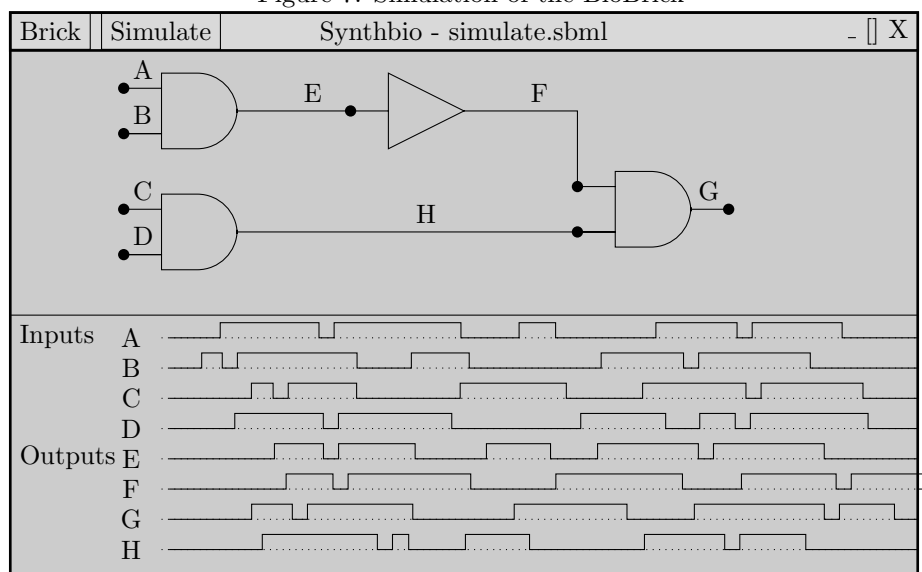 Figure 7: Simulation of the BioBrick
Brick Simulate Synthbio - simulate.sbml _ [] X
A
E F
B
C G
H
D
Inputs A
B
C
D
Outputs E
F
G
H